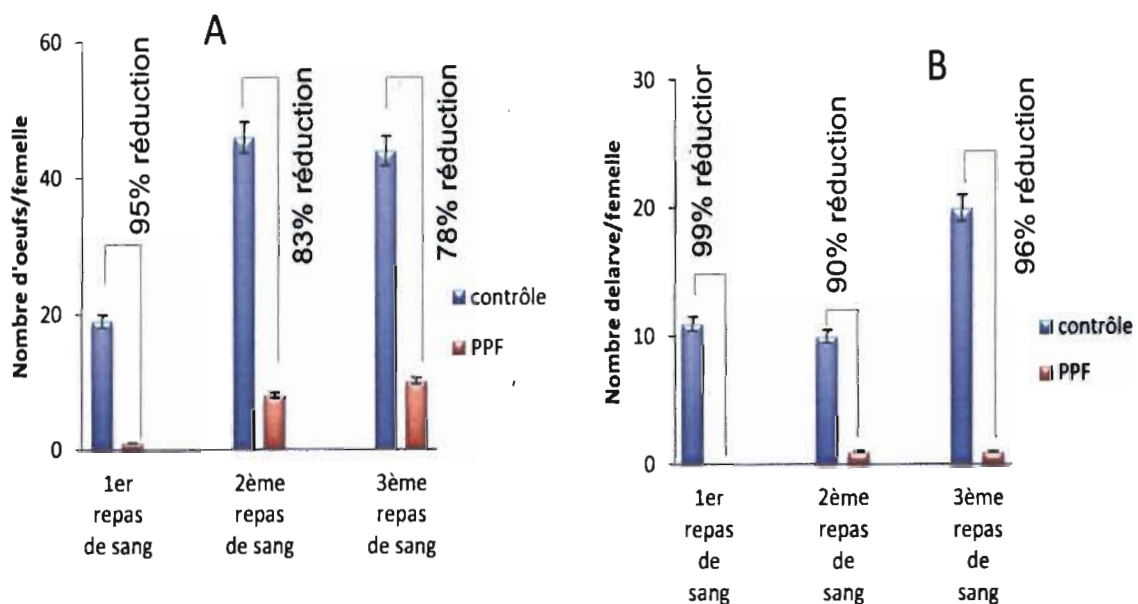 A
60
40
20
0
Nombre d'oeufs/femelle
95% réduction
83% réduction
78% réduction
contrôle
PPF
1er
repas
de sang
2ème
repas
de sang
3ème
repas
de sang
B
30
20
10
0
Nombre delarve/femelle
99% réductior
90% réduction
96% réduction
contrôle
PPF
1er
repas
de
sang
2ème
repas
de
sang
3ème
repas
de
sang